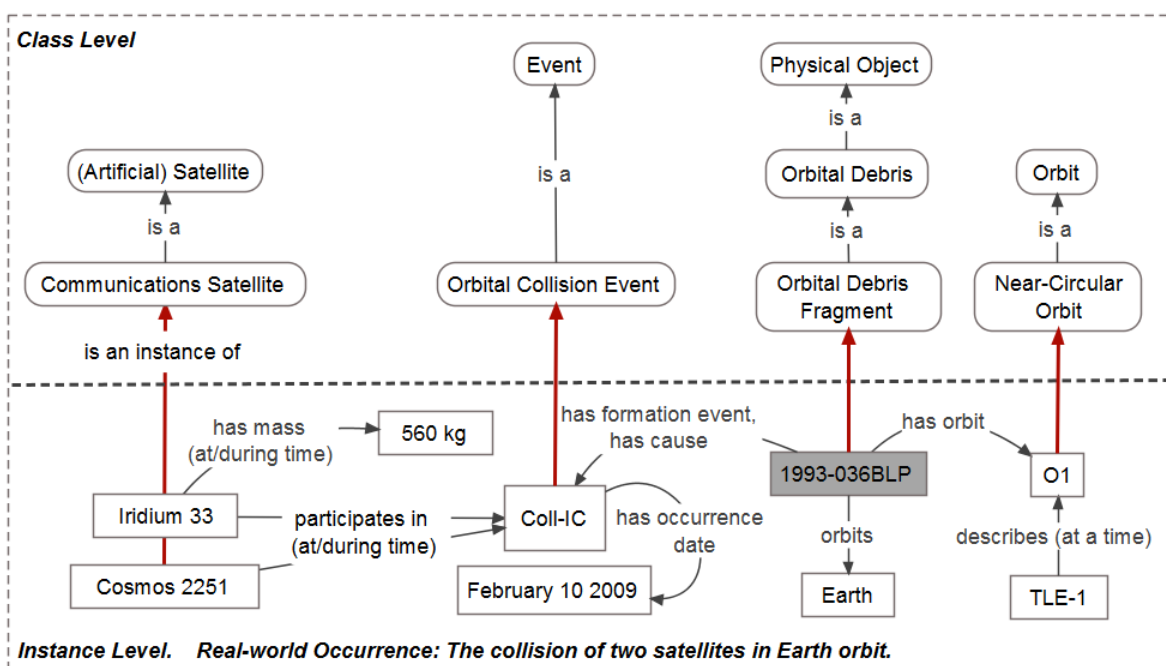 Class Level
Event
Physical Object
is a
(Artificial) Satellite
is a
Orbital Debris
Orbit
is a
is a
is a
Communications Satellite
Orbital Collision Event
Orbital Debris
Fragment
Near-Circular
Orbit
is an instance of
has mass
(at/during time)
560 kg
has formation event,
has cause
has orbit
1993-036BLP
O1
Iridium 33
participates in
(at/during time)
Coll-IC
has occurrence
date
orbits
describes (at a time)
Cosmos 2251
February 10 2009
Earth
TLE-1
Instance Level. Real-world Occurrence: The collision of two satellites in Earth orbit.